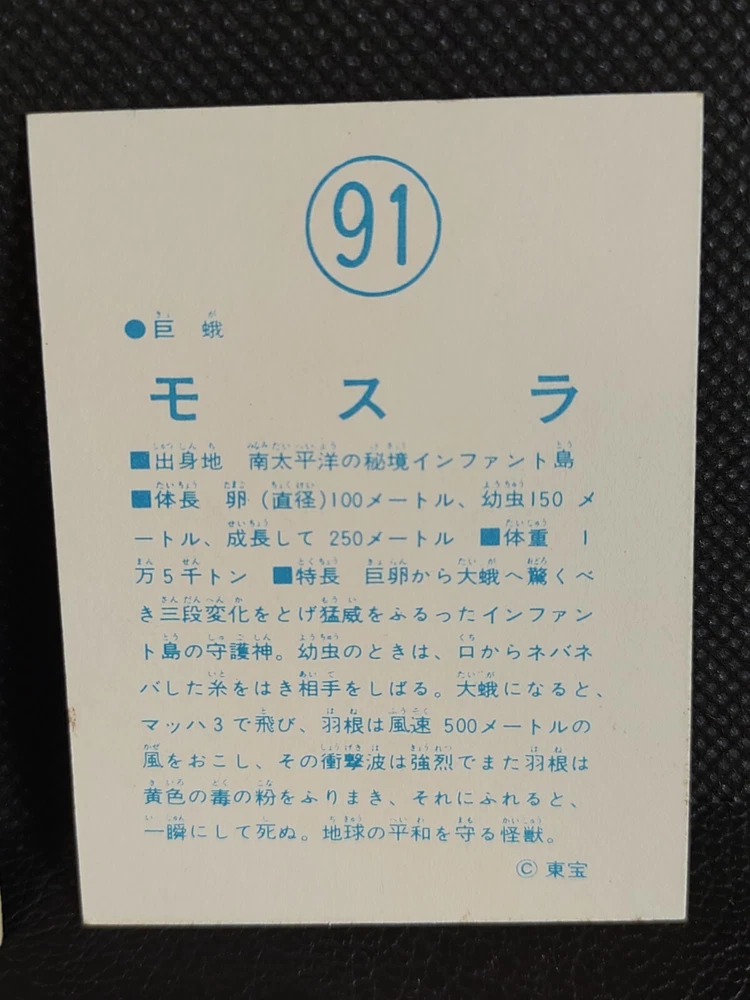 91
●巨蛾
モスラ
■出身地　南太平洋の秘境インファント島
■体長　卵(直径)100メートル、幼虫150メ
ートル、成長して250メートル　■体重　1
万5千トン　■特長　巨卵から大蛾へ驚くべ
き三段変化をとげ猛威をふるったインファン
ト島の守護神。幼虫のときは、口からネバネ
バした糸をはき相手をしばる。大蛾になると、
マッハ3で飛び、羽根は風速500メートルの
風をおこし、その衝撃波は強烈でまた羽根は
黄色の毒の粉をふりまき、それにふれると、
一瞬にして死ぬ。地球の平和を守る怪獣。
©東宝